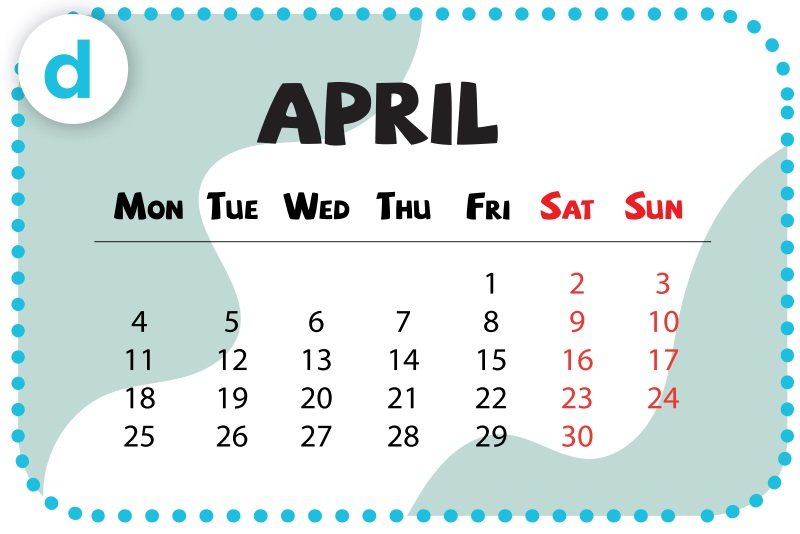 d
APRIL
MON TUE WED THU FRI SAT SUN
1 2 3
4 5 6 7 8 9 10
11 12 13 14 15 16 17
18 19 20 21 22 23 24
25 26 27 28 29 30